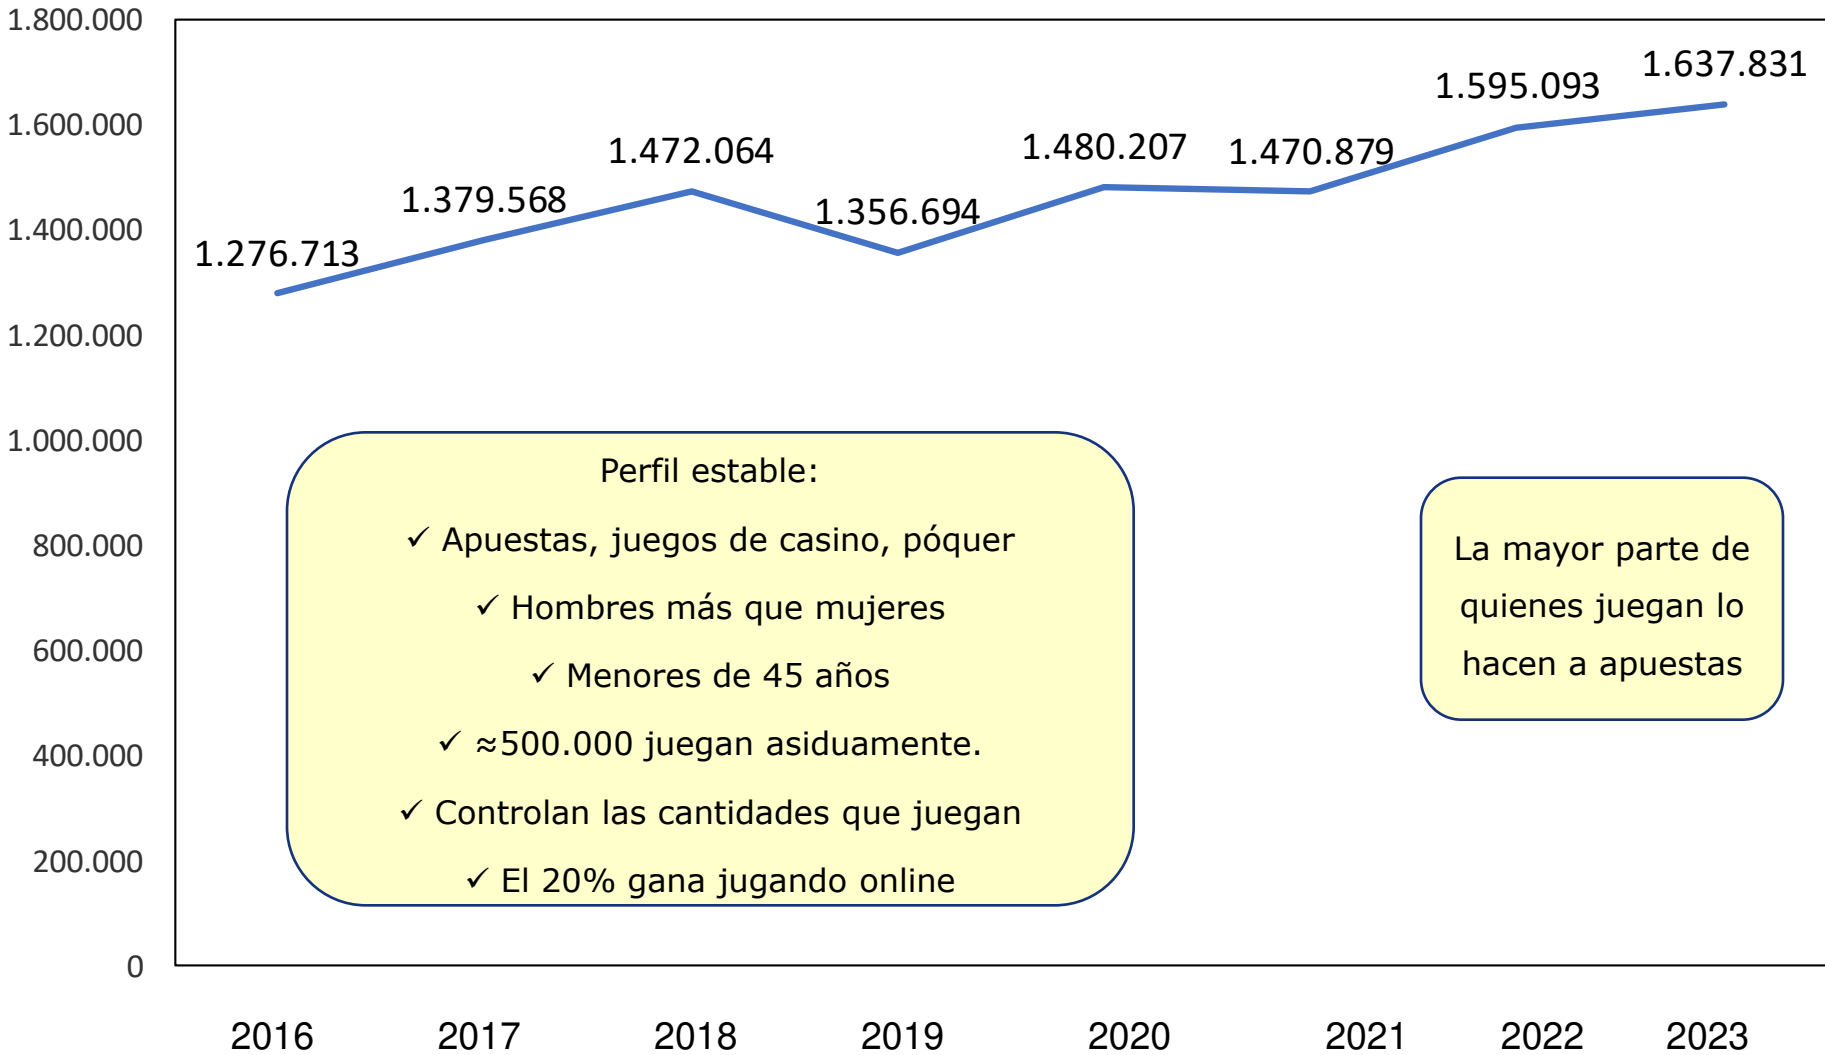 1.800.000
1.600.000
1.400.000
1.200.000
1.000.000
800.000
600.000
400.000
200.000
0
1.276.713
1.379.568
1.472.064
1.356.694
1.480.207
1.470.879
1.595.093
1.637.831
Perfil estable:
✓ Apuestas, juegos de casino, póquer
✓ Hombres más que mujeres
✓ Menores de 45 años
✓ ≈500.000 juegan asiduamente.
✓ Controlan las cantidades que juegan
✓ El 20% gana jugando online
La mayor parte de
quienes juegan lo
hacen a apuestas
2016 2017 2018 2019 2020 2021 2022 2023